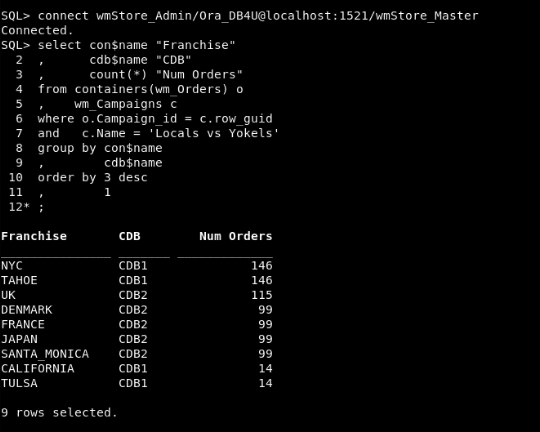 SQL> connect wmStore_Admin/Ora_DB4U@localhost:1521/wmStore_Master
Connected.
SQL> select con$name "Franchise"
  2  ,      cdb$name "CDB"
  3  ,      count(*) "Num Orders"
  4  from containers(wm_Orders) o
  5  ,    wm_Campaigns c
  6  where o.Campaign_id = c.row_guid
  7  and   c.Name = 'Locals vs Yokels'
  8  group by con$name
  9  ,        cdb$name
 10  order by 3 desc
 11  ,        1
 12* ;
Franchise       CDB        Num Orders
_______________ _______ _____________
NYC             CDB1              146
TAHOE           CDB1              146
UK              CDB2              115
DENMARK         CDB2               99
FRANCE          CDB2               99
JAPAN           CDB2               99
SANTA_MONICA    CDB2               99
CALIFORNIA      CDB1               14
TULSA           CDB1               14
9 rows selected.